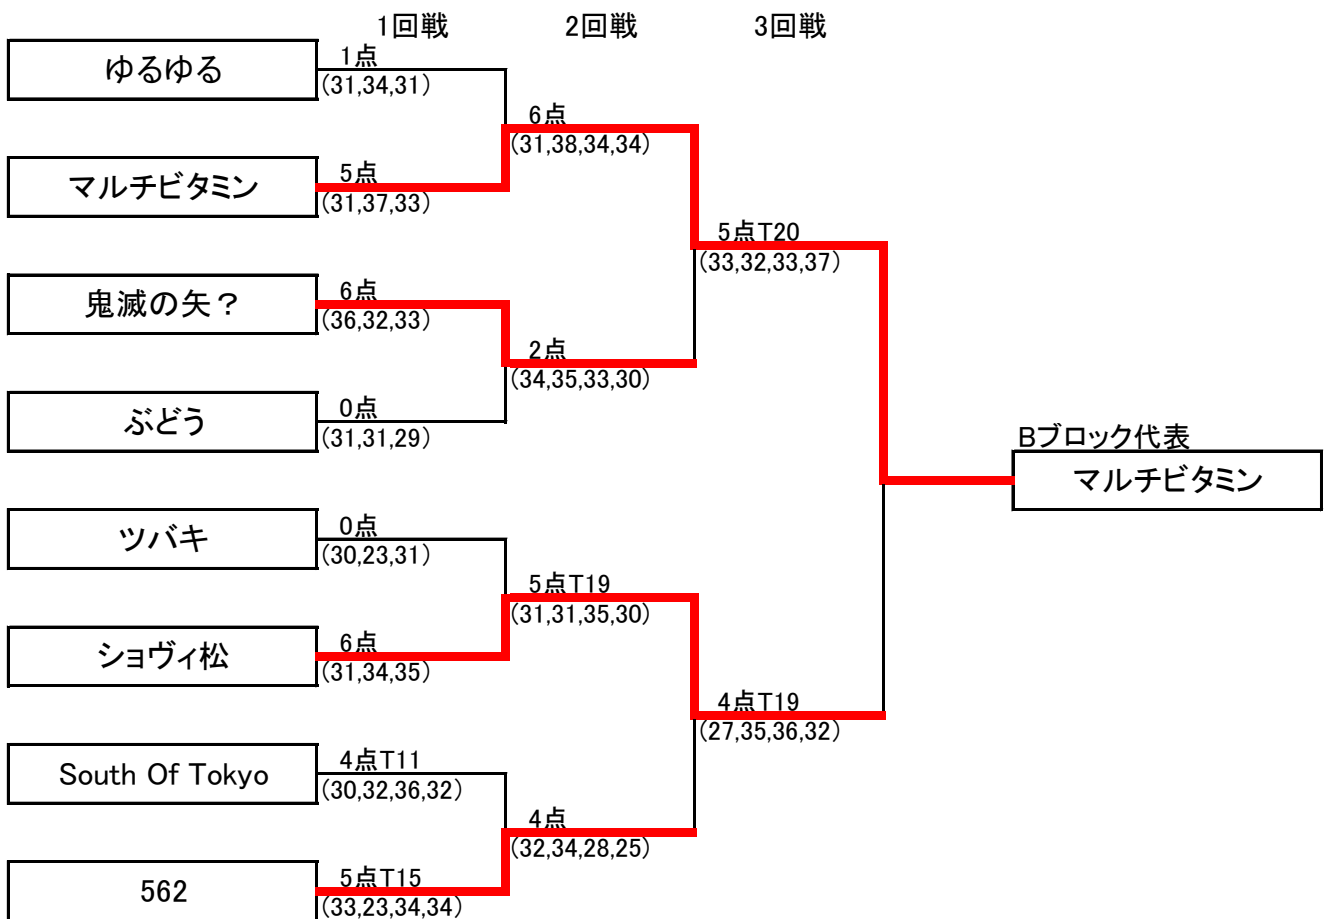 1回戦 2回戦 3回戦
ゆるゆる
1点
(31,34,31)
6点
(31,38,34,34)
マルチビタミン
5点
(31,37,33)
5点T20
(33,32,33,37)
鬼滅の矢？
6点
(36,32,33)
2点
(34,35,33,30)
ぶどう
0点
(31,31,29)
Bブロック代表
マルチビタミン
ツバキ
0点
(30,23,31)
5点T19
(31,31,35,30)
ショヴィ松
6点
(31,34,35)
4点T19
(27,35,36,32)
South Of Tokyo
4点T11
(30,32,36,32)
4点
(32,34,28,25)
562
5点T15
(33,23,34,34)